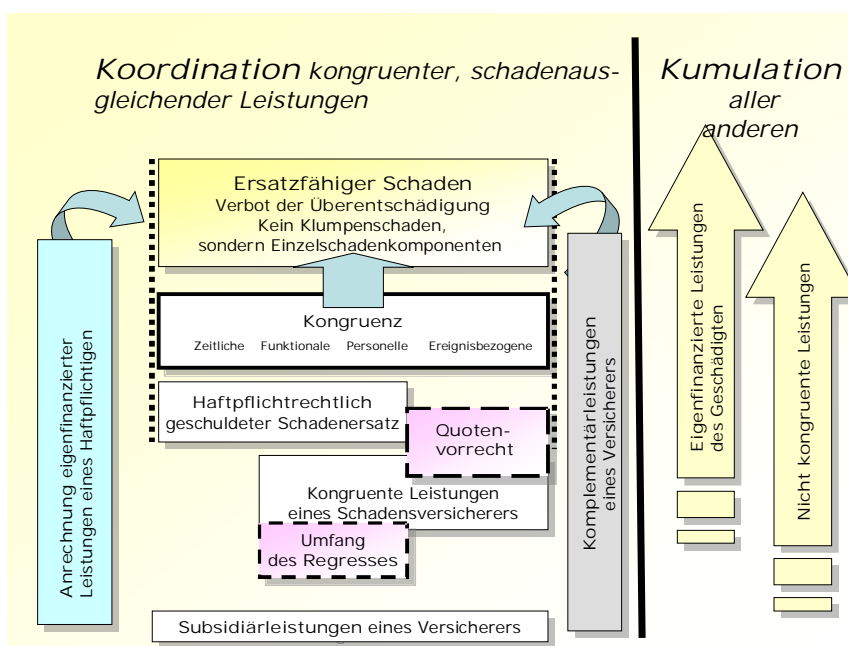 Koordination kongruenter, schadenaus-
gleichender Leistungen
Kumulation
aller
anderen
Ersatzfähiger Schaden
Verbot der Überentschädigung
Kein Klumpenschaden,
sondern Einzelschadenkomponenten
Kongruenz
Zeitliche Funktionale Personelle Ereignisbezogene
Haftpflichtrechtlich
geschuldeter Schadenersatz
Quoten-
vorrecht
Kongruente Leistungen
eines Schadensversicherers
Umfang
des Regresses
Subsidiärleistungen eines Versicherers
Anrechnung eigenfinanzierter
Leistungen eines Haftpflichtigen
Komplementärleistungen
eines Versicherers
Eigenfinanzierte Leistungen
des Geschädigten
Nicht kongruente Leistungen